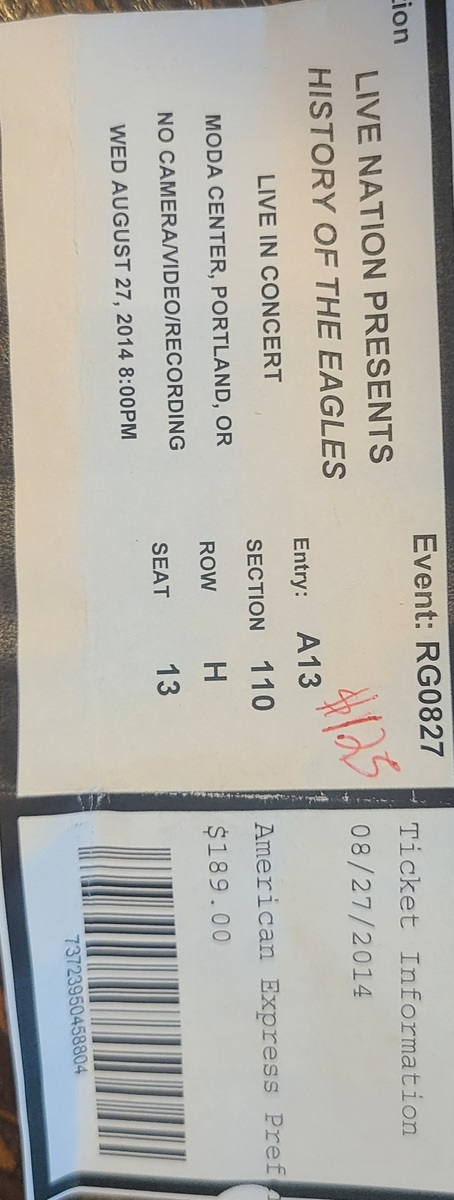 tion
Event: RG0827
LIVE NATION PRESENTS
HISTORY OF THE EAGLES
LIVE IN CONCERT
MODA CENTER, PORTLAND, OR
NO CAMERA/VIDEO/RECORDING
WED AUGUST 27, 2014 8:00PM
Entry: A13
$125
SECTION 110
ROW H
SEAT 13
Ticket Information
08/27/2014
American Express Pref
$189.00
73723950458804